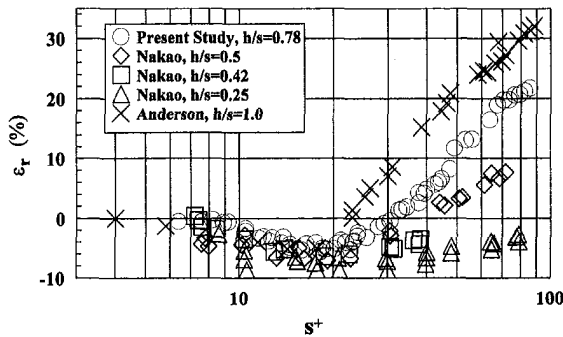 30
20
10
0
-10
εr (%)
Present Study, h/s=0.78
Nakao, h/s=0.5
Nakao, h/s=0.42
Nakao, h/s=0.25
Anderson, h/s=1.0
10
100
s+